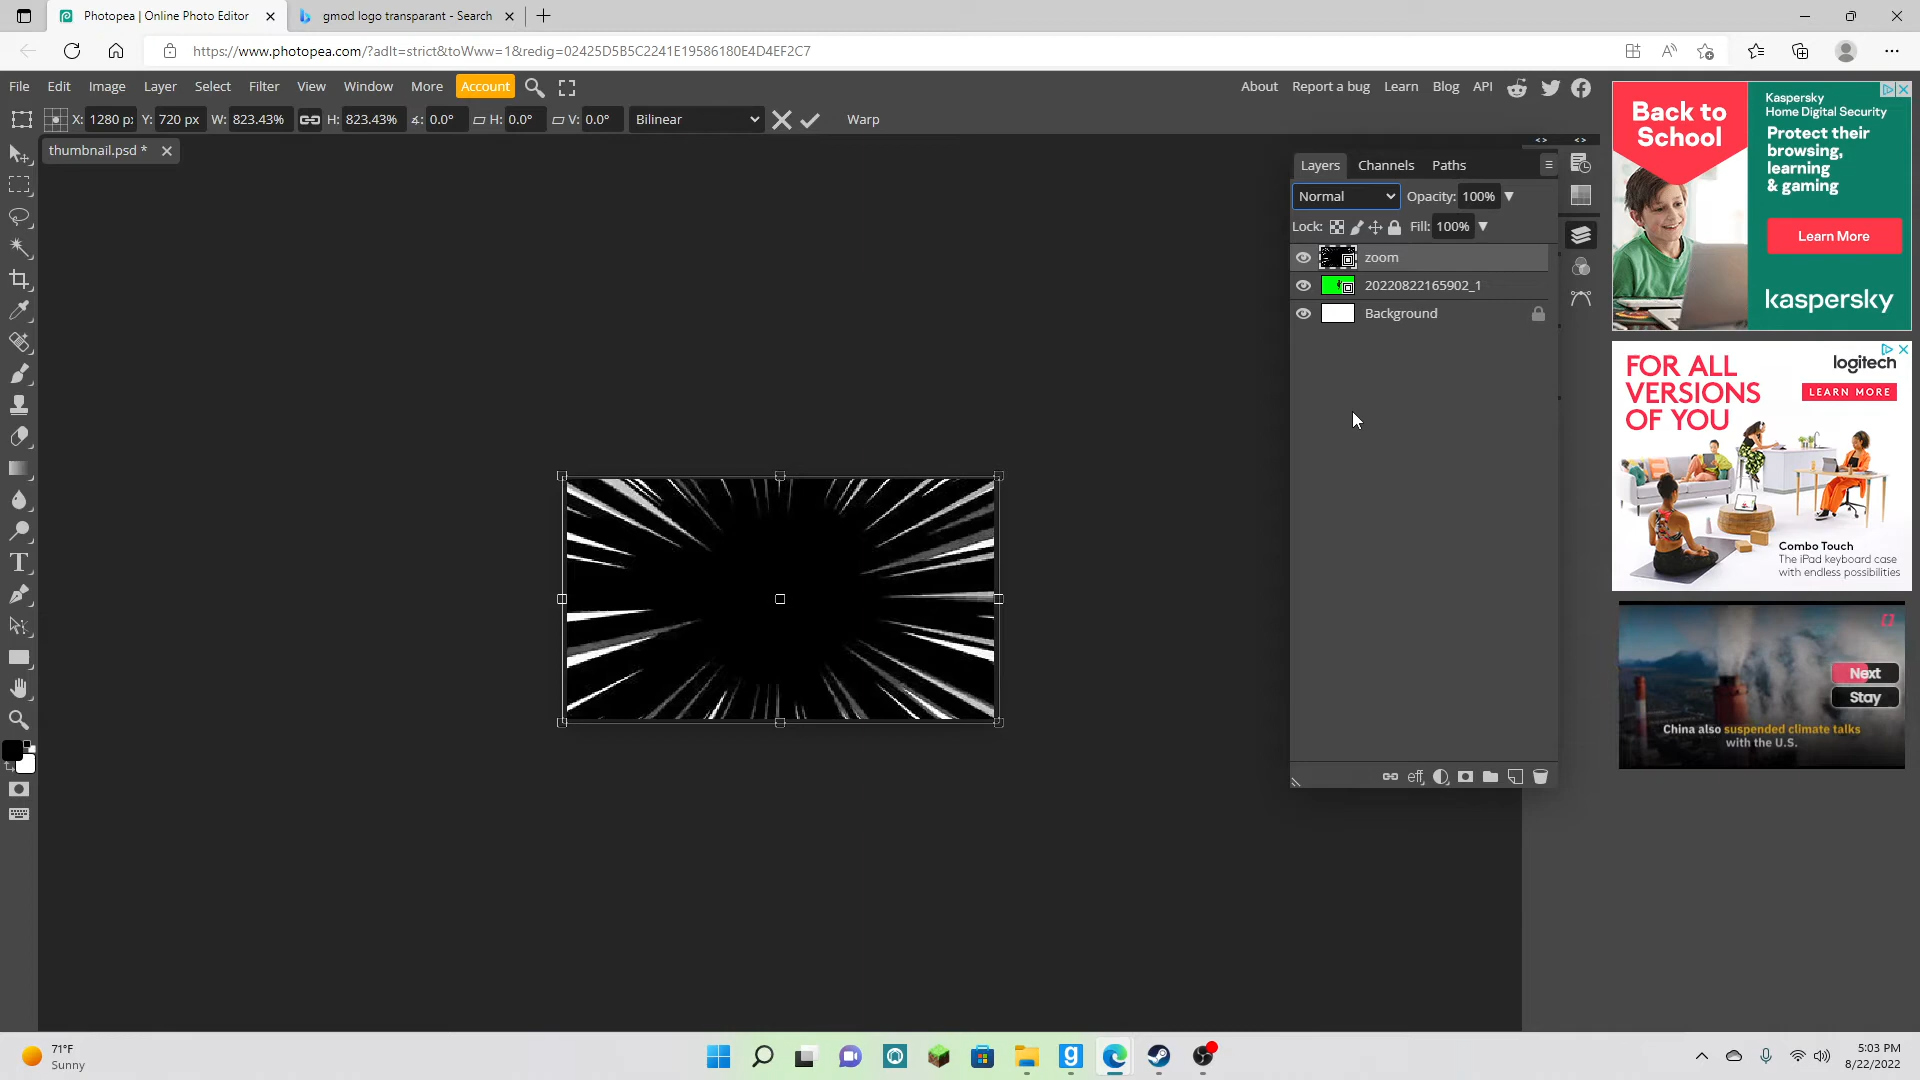 Photopea | Online Photo Editor
gmod logo transparant - Search
https://www.photopea.com/?adlt=strict&toWww=1&redig=02425D5B5C2241E19586180E4D4EF2C7
File Edit Image Layer Select Filter View Window More Account
About Report a bug Learn Blog API
X: 1280 p: Y: 720 px W: 823.43% H: 823.43% 0.0° H: 0.0° V: 0.0° Bilinear Warp
thumbnail.psd *
Layers Channels Paths
Normal Opacity: 100%
Lock: Fill: 100%
zoom
20220822165902_1
Background
eff
Back to
School
Kaspersky
Home Digital Security
Protect their
browsing,
learning
& gaming
Learn More
kaspersky
FOR ALL
VERSIONS
OF YOU
logitech
LEARN MORE
Combo Touch
The iPad keyboard case
with endless possibilities
Next
Stay
China also suspended climate talks
with the U.S.
71°F
Sunny
5:03 PM
8/22/2022